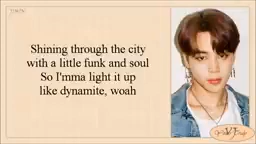 Shining through the city
with a little funk and soul
So I'mma light it up
like dynamite, woah